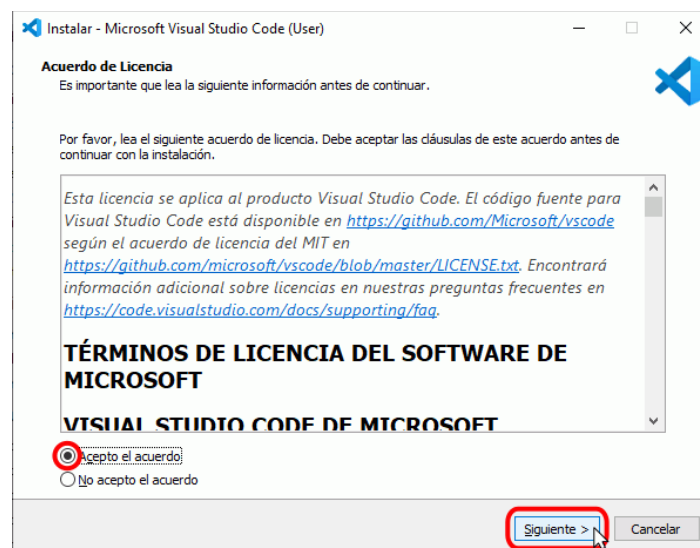 Instalar - Microsoft Visual Studio Code (User)
Acuerdo de Licencia
Es importante que lea la siguiente información antes de continuar.
Por favor, lea el siguiente acuerdo de licencia. Debe aceptar las cláusulas de este acuerdo antes de
continuar con la instalación.
Esta licencia se aplica al producto Visual Studio Code. El código fuente para
Visual Studio Code está disponible en https://github.com/Microsoft/vscode
según el acuerdo de licencia del MIT en
https://github.com/microsoft/vscode/blob/master/LICENSE.txt. Encontrará
información adicional sobre licencias en nuestras preguntas frecuentes en
https://code.visualstudio.com/docs/supporting/faq.
TÉRMINOS DE LICENCIA DEL SOFTWARE DE
MICROSOFT
VISUAL STUDIO CODE DE MICROSOFT
Acepto el acuerdo
No acepto el acuerdo
Siguiente >
Cancelar